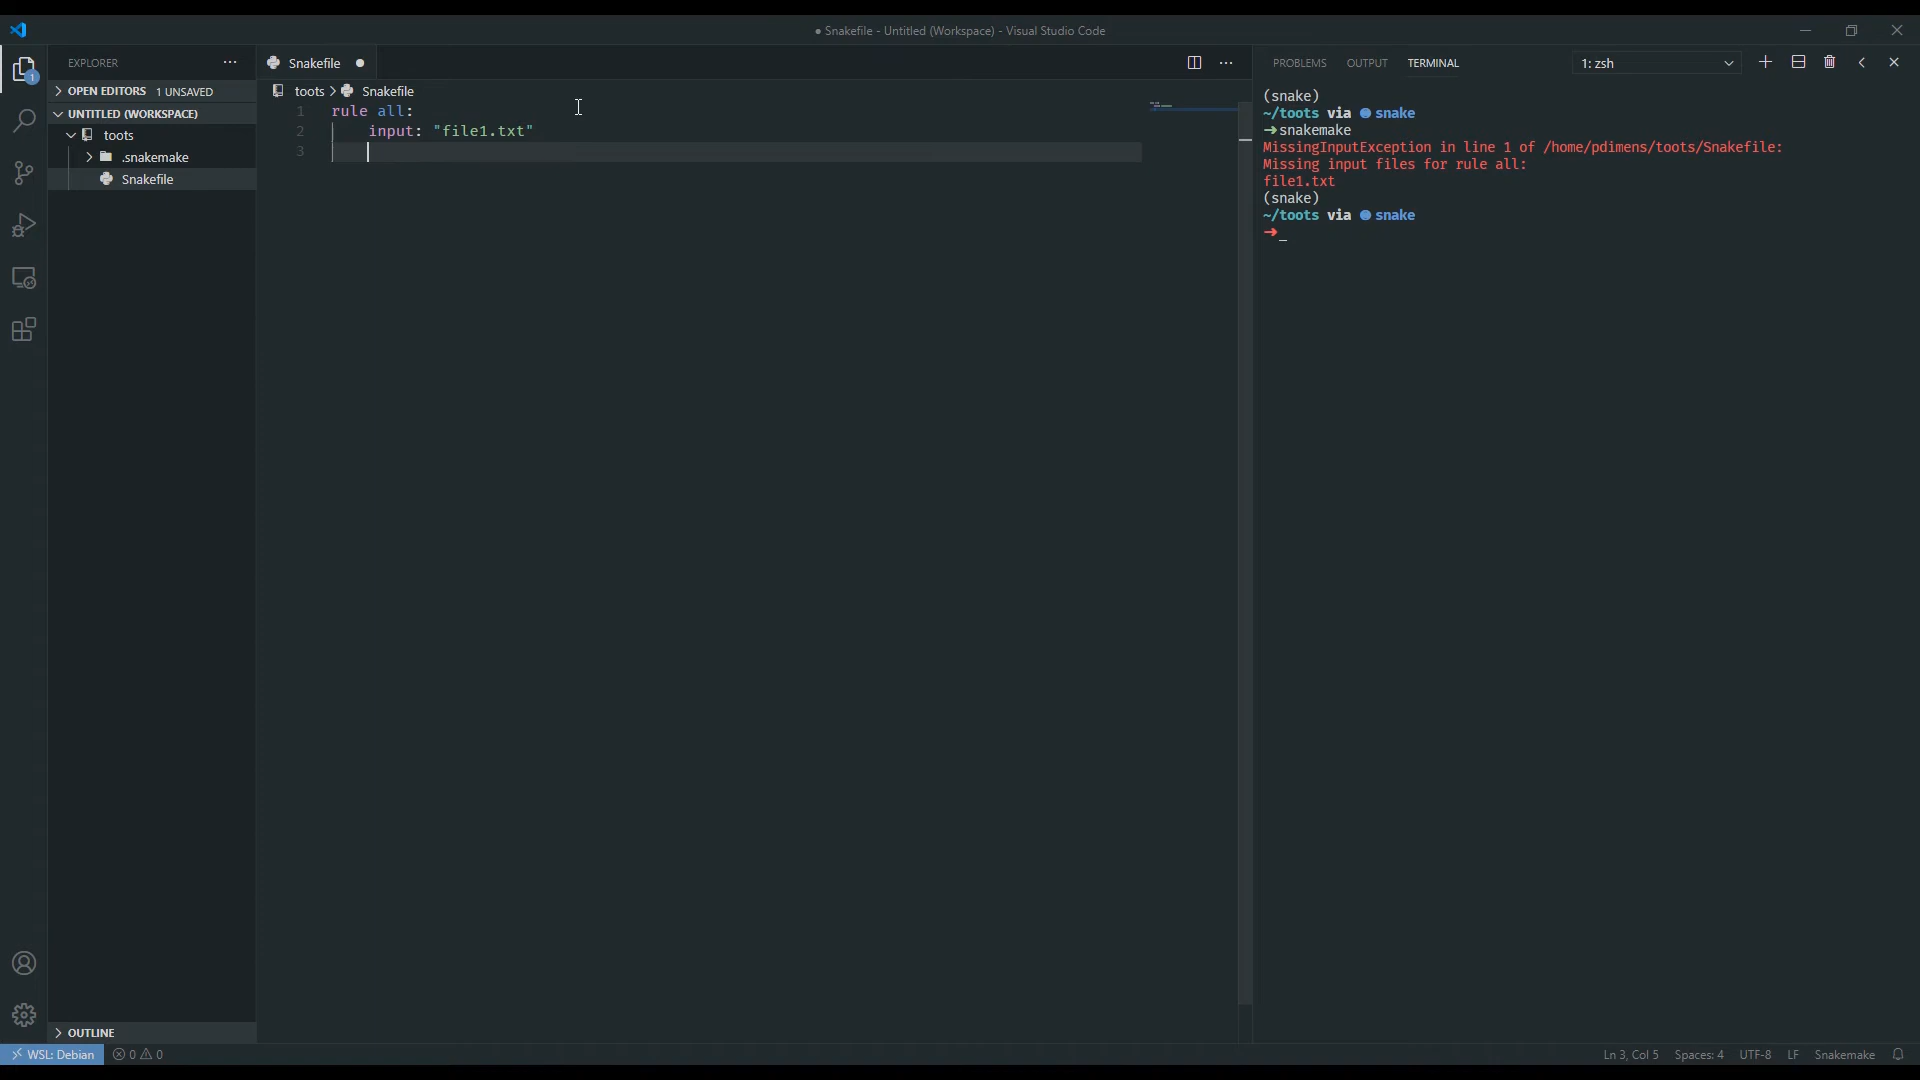 ● Snakefile - Untitled (Workspace) - Visual Studio Code
EXPLORER
OPEN EDITORS 1 UNSAVED
UNTITLED (WORKSPACE)
toots
.snakemake
Snakefile
OUTLINE
1
Snakefile
toots > Snakefile
1 rule all:
2 input: "file1.txt"
3
PROBLEMS OUTPUT TERMINAL 1: zsh
(snake)
~/toots via snake
➜snakemake
MissingInputException in line 1 of /home/pdimens/toots/Snakefile:
Missing input files for rule all:
file1.txt
(snake)
~/toots via snake
➜_
WSL: Debian 0 0 Ln 3, Col 5 Spaces: 4 UTF-8 LF Snakemake